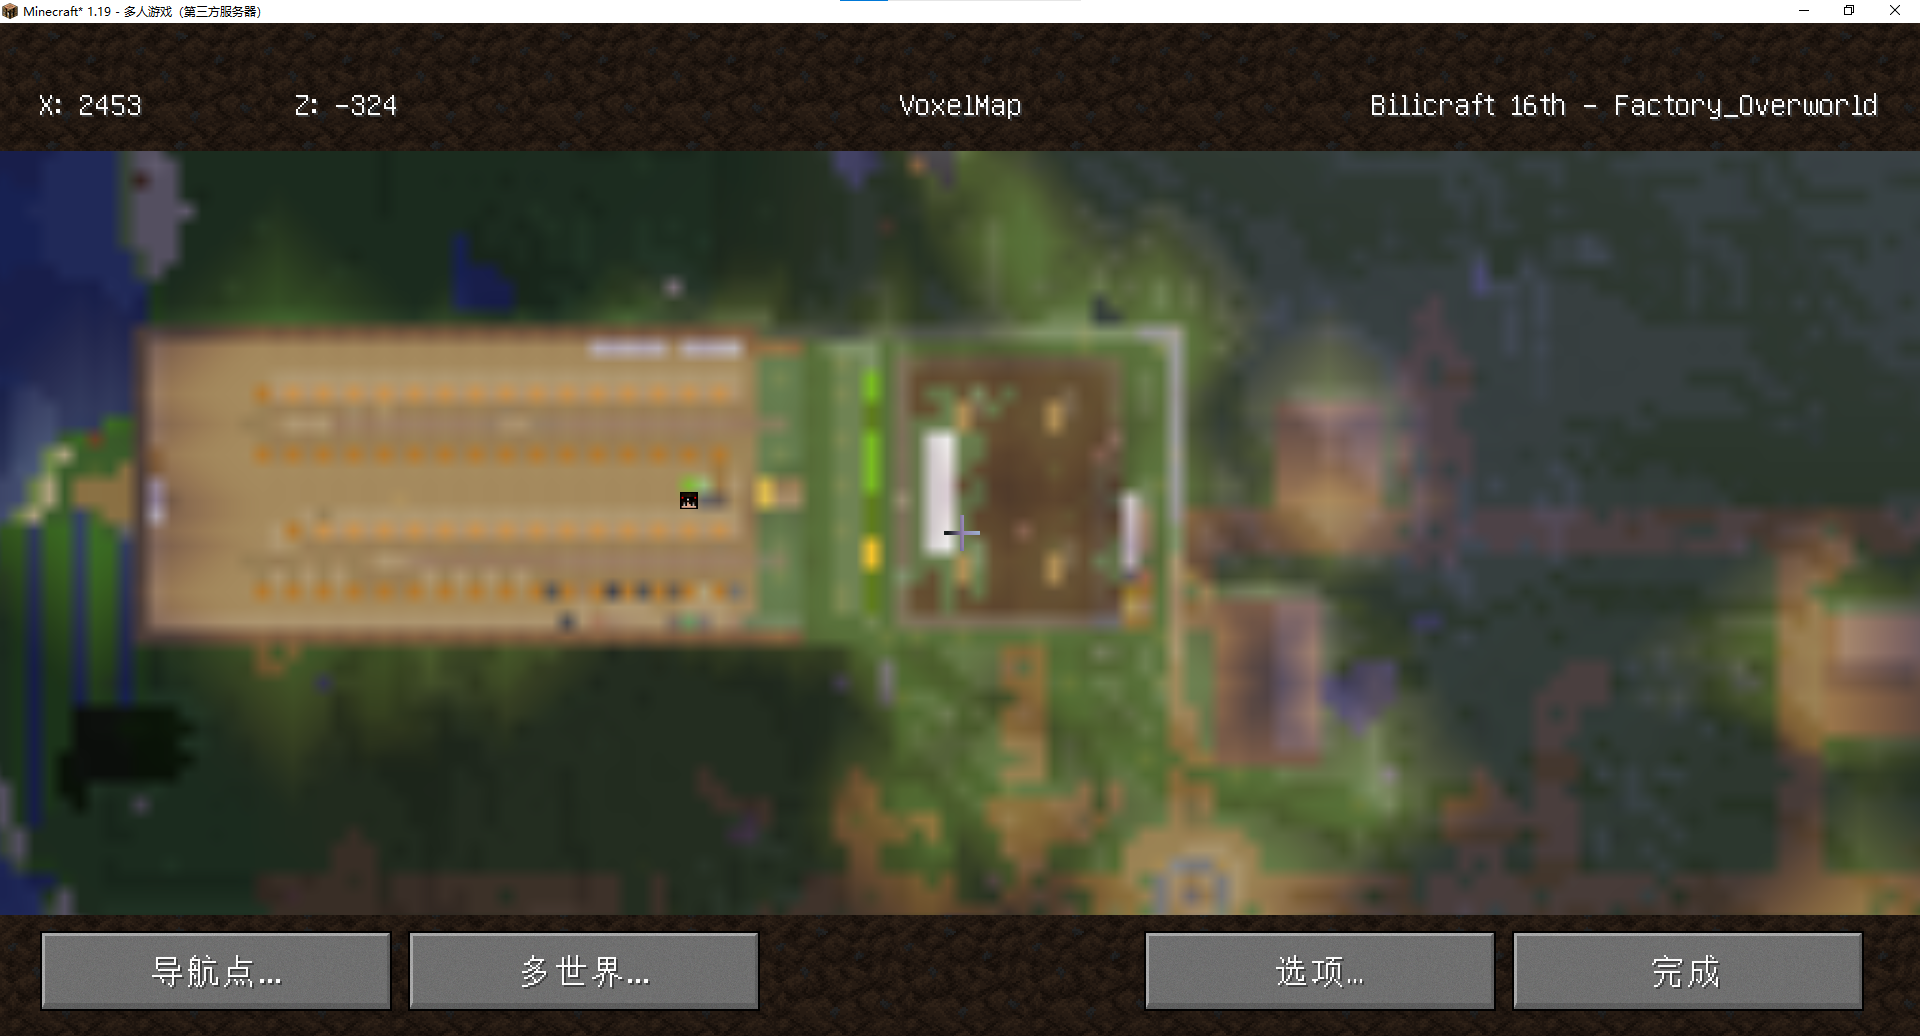 Minecraft* 1.19 - 多人游戏（第三方服务器）
X: 2453 Z: -324 VoxelMap Bilicraft 16th - Factory_Overworld
导航点... 多世界... 选项... 完成